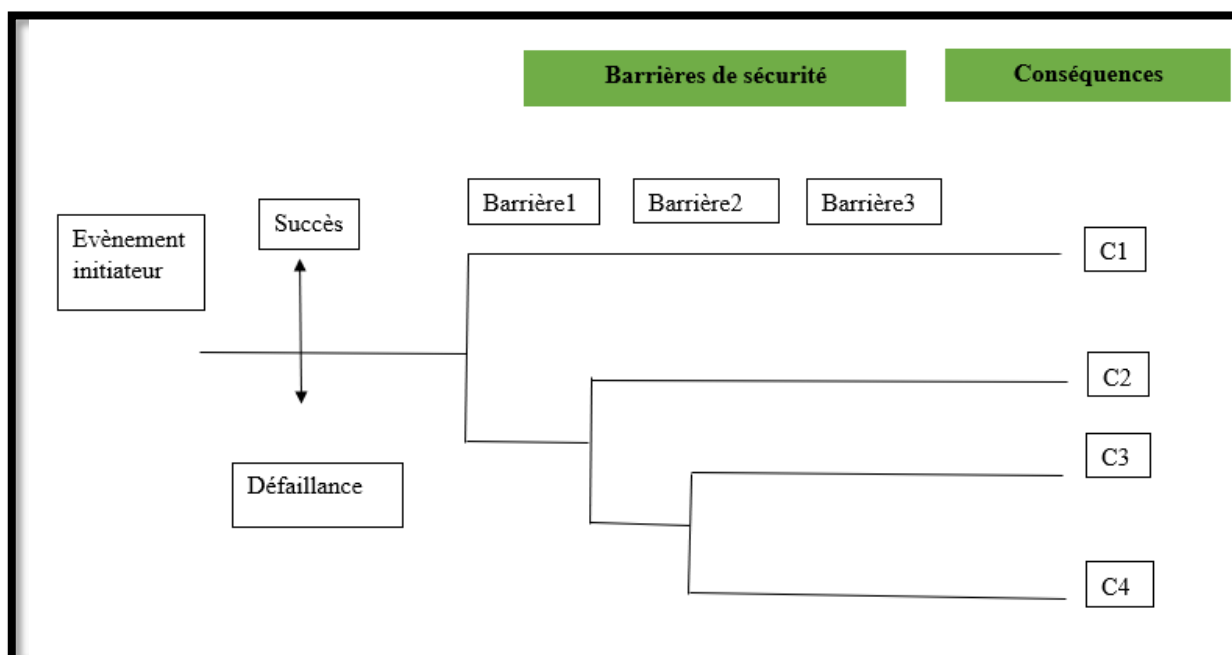 Barrières de sécurité
Conséquences
Barrière1
Barrière2
Barrière3
Succès
Evènement
initiateur
C1
C2
C3
Défaillance
C4